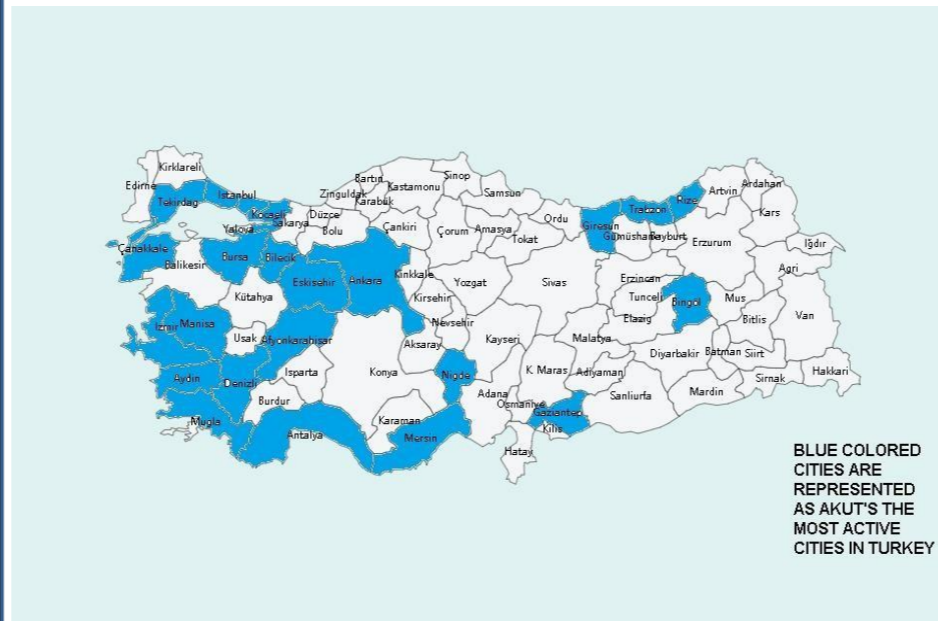 Kirklareli
Edirne
Tekirdag
Istanbul
Kocaeli
Sakarya
Yalova
Düzce
Bolu
Zinguldak
Bartın
Karabük
Kastamonu
Sinop
Çankiri
Samsun
Çorum
Amasya
Tokat
Ordu
Giresun
Trabzon
Rize
Artvin
Ardahan
Kars
Gümüshane
Bayburt
Erzurum
Iğdır
Agri
Çanakkale
Balikesir
Bursa
Bilecik
Eskisehir
Ankara
Kinkkale
Kirsehir
Yozgat
Sivas
Erzincan
Tunceli
Elazig
Bingöl
Mus
Bitlis
Van
Kütahya
Izmir
Manisa
Usak
Afyonkarahisar
Nevsehir
Aksaray
Kayseri
Malatya
Diyarbakir
Batman
Siirt
Sirnak
Hakkari
Aydin
Denizli
Isparta
Burdur
Konya
Nigde
Adana
K. Maras
Adiyaman
Osmaniye
Gaziantep
Kilis
Sanliurfa
Mardin
Mugla
Antalya
Karaman
Mersin
Hatay
BLUE COLORED
CITIES ARE
REPRESENTED
AS AKUT'S THE
MOST ACTIVE
CITIES IN TURKEY